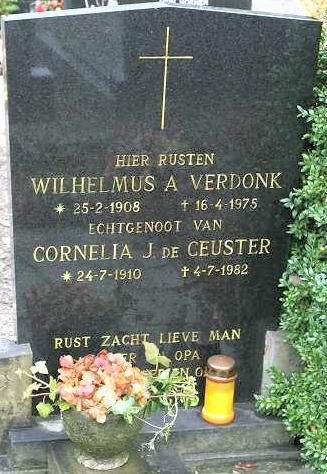 HIER RUSTEN
WILHELMUS A VERDONK
* 25-2-1908 † 16-4-1975
ECHTGENOOT VAN
CORNELIA J. DE CEUSTER
* 24-7-1910 † 4-7-1982
RUST ZACHT LIEVE MAN
OPA